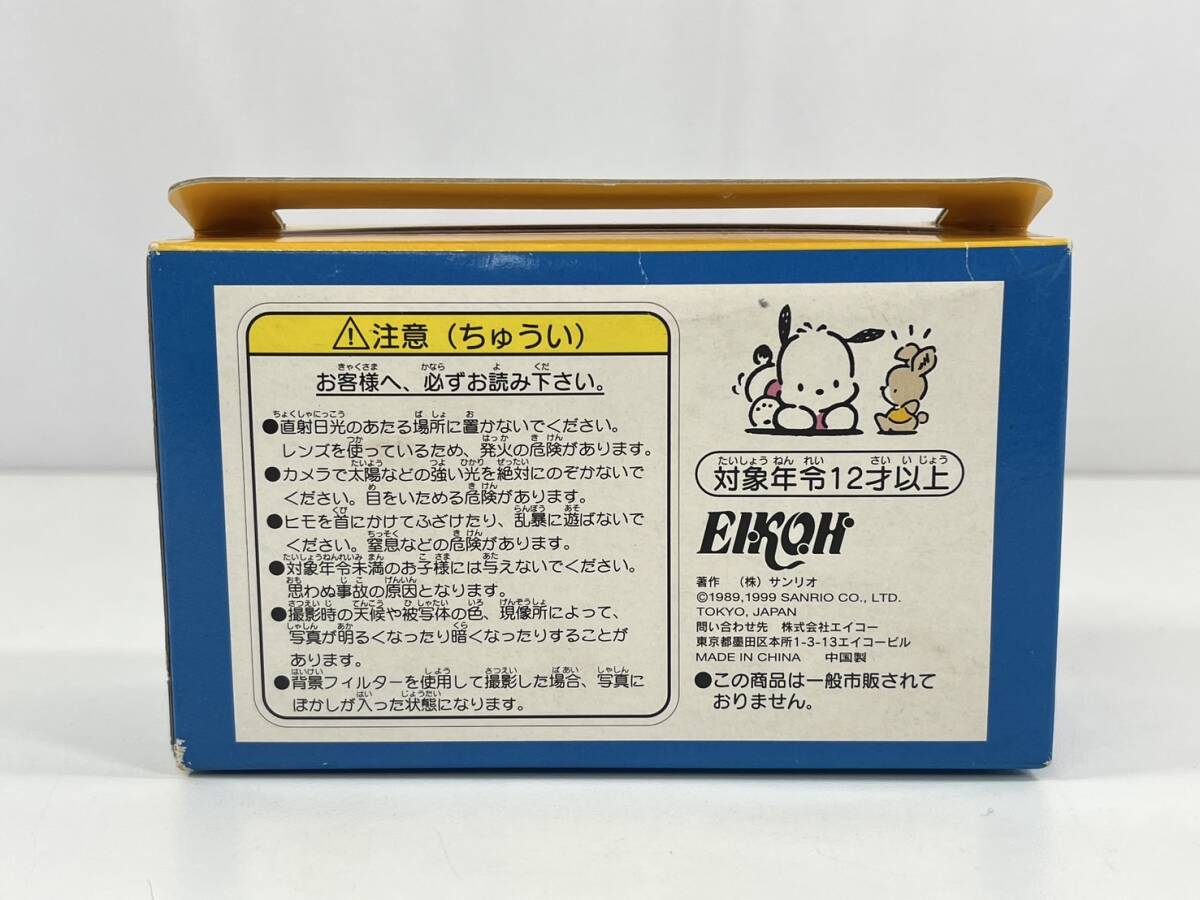 ⚠注意（ちゅうい）
お客様へ、必ずお読み下さい。
●直射日光のあたる場所に置かないでください。
レンズを使っているため、発火の危険があります。
●カメラで太陽などの強い光を絶対にのぞかないで
ください。目をいためる危険があります。
●ヒモを首にかけてふざけたり、乱暴に遊ばないで
ください。窒息などの危険があります。
●対象年令未満のお子様には与えないでください。
思わぬ事故の原因となります。
●撮影時の天候や被写体の色、現像所によって、
写真が明るくなったり暗くなったりすることが
あります。
●背景フィルターを使用して撮影した場合、写真に
ぼかしが入った状態になります。
対象年令12才以上
EIKOH
著作　（株）サンリオ
©1989,1999 SANRIO CO., LTD.
TOKYO, JAPAN
問い合わせ先　株式会社エイコー
東京都墨田区本所1-3-13エイコービル
MADE IN CHINA　中国製
●この商品は一般市販されて
おりません。